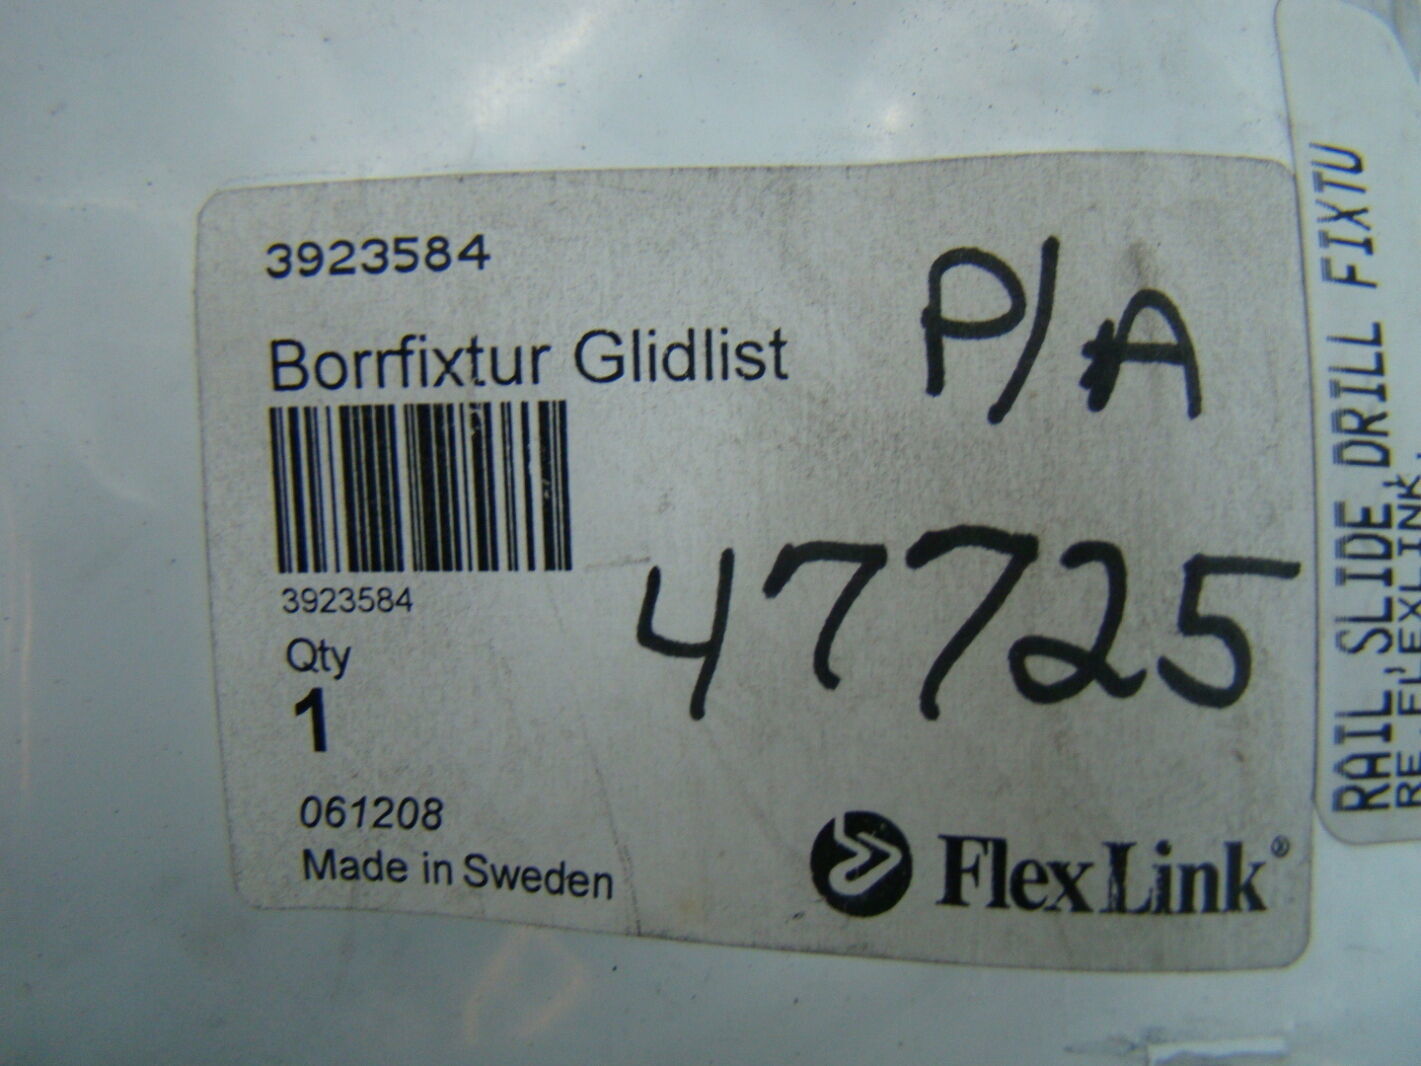 3923584
Borrfixtur Glidlist
P/A
3923584
47725
Qty
1
061208
Made in Sweden
FlexLink®
RAIL,SLIDE,DRILL FIXTU
RE,FLEXLINK,